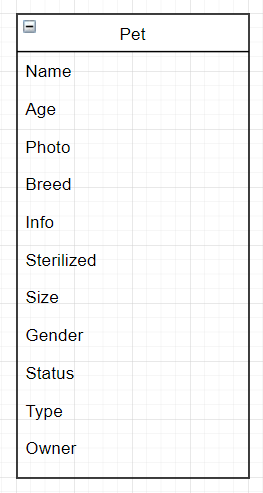 Pet
Name
Age
Photo
Breed
Info
Sterilized
Size
Gender
Status
Type
Owner